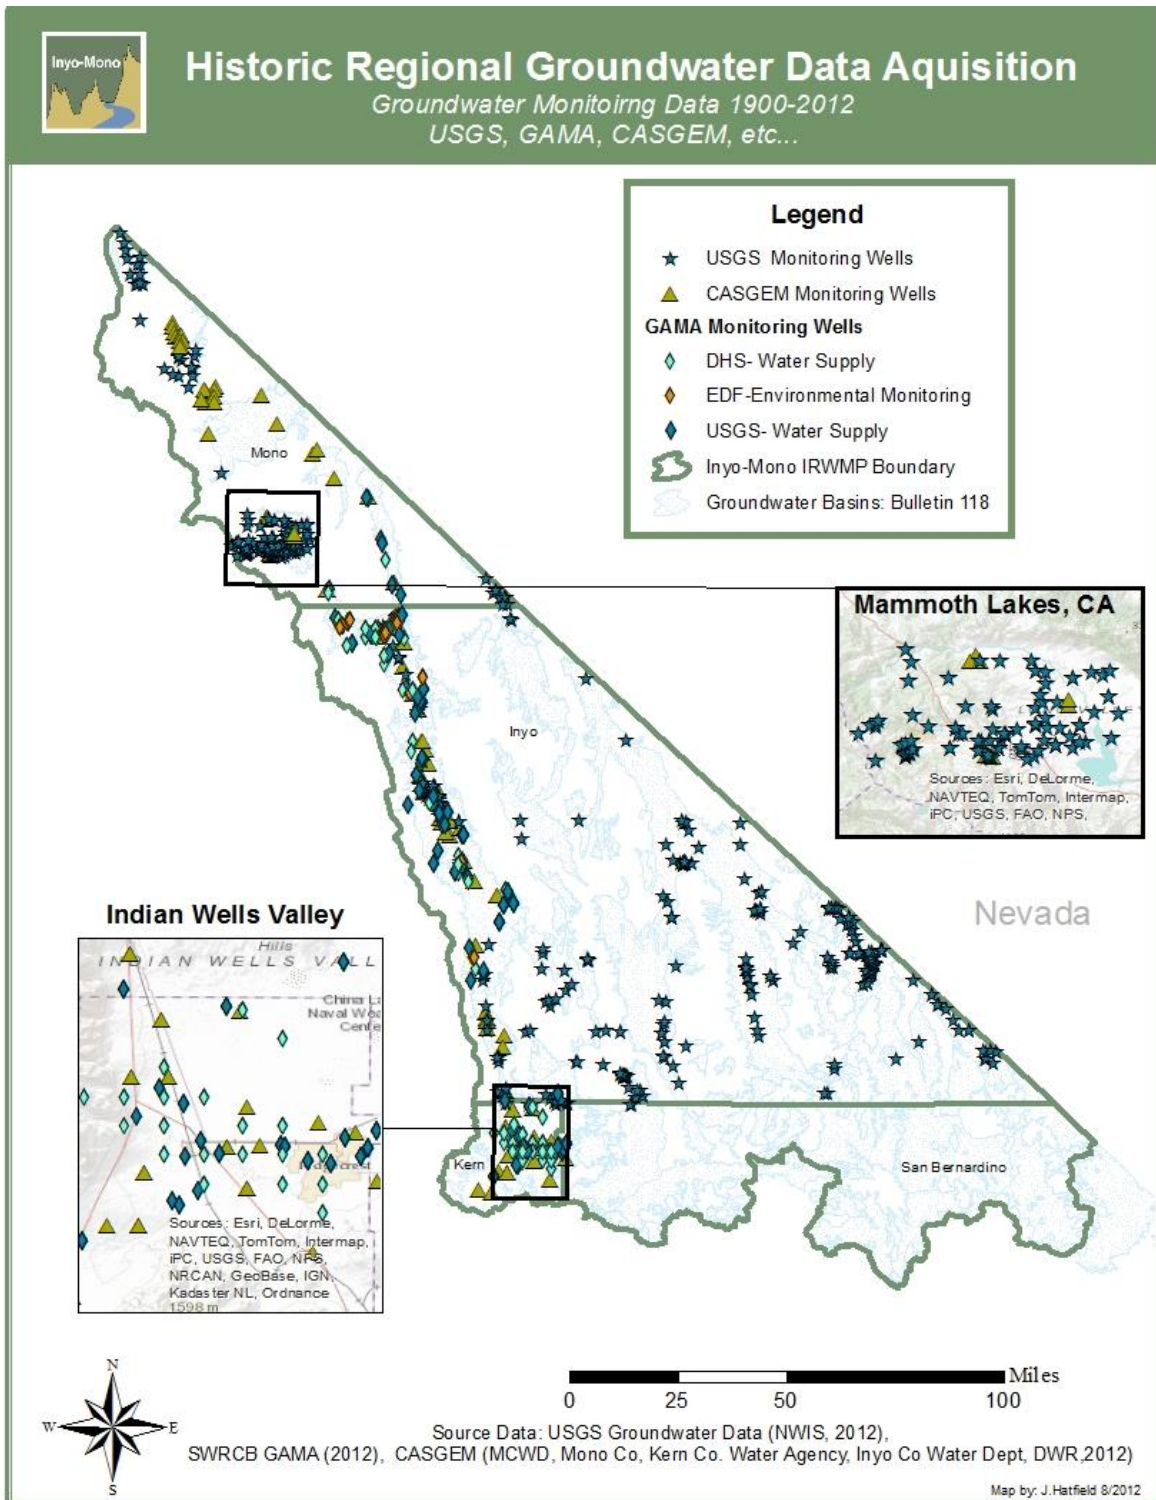 Inyo-Mono
Historic Regional Groundwater Data Aquisition
Groundwater Monitoirng Data 1900-2012
USGS, GAMA, CASGEM, etc...
Legend
USGS Monitoring Wells
CASGEM Monitoring Wells
GAMA Monitoring Wells
DHS- Water Supply
EDF-Environmental Monitoring
USGS- Water Supply
Inyo-Mono IRWMP Boundary
Groundwater Basins: Bulletin 118
Mono
Mammoth Lakes, CA
Sources: Esri, DeLorme,
NAVTEQ, TomTom, Intermap,
iPC, USGS, FAO, NPS,
Inyo
Nevada
Indian Wells Valley
Hills
INDIAN WELLS VALL
China La
Naval Wea
Cente
Sources: Esri, DeLorme,
NAVTEQ, TomTom, Intermap,
iPC, USGS, FAO, NPS,
NRCAN, GeoBase, IGN,
Kadaster NL, Ordnance
1598 m
Kern
San Bernardino
N
W E
S
Miles
0 25 50 100
Source Data: USGS Groundwater Data (NWIS, 2012),
SWRCB GAMA (2012), CASGEM (MCWD, Mono Co, Kern Co. Water Agency, Inyo Co Water Dept, DWR,2012)
Map by: J.Hatfield 8/2012